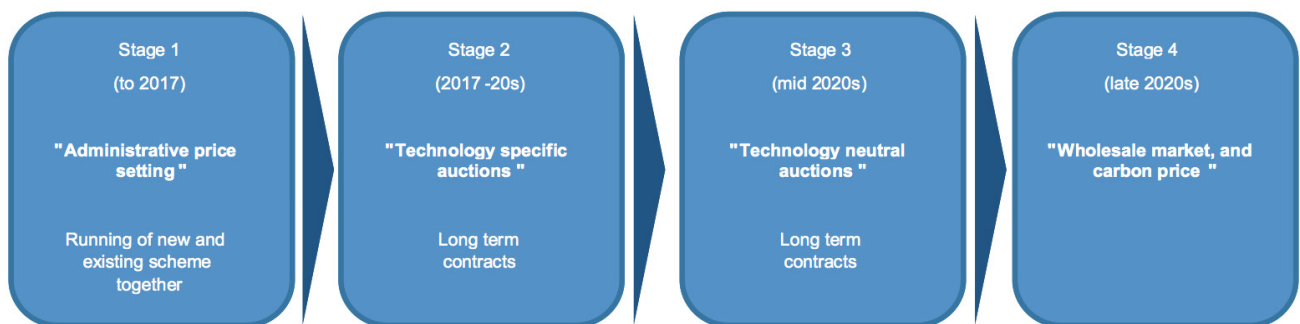 Stage 1
(to 2017)
"Administrative price
setting "
Running of new and
existing scheme
together
Stage 2
(2017 -20s)
"Technology specific
auctions "
Long term
contracts
Stage 3
(mid 2020s)
"Technology neutral
auctions "
Long term
contracts
Stage 4
(late 2020s)
"Wholesale market, and
carbon price "